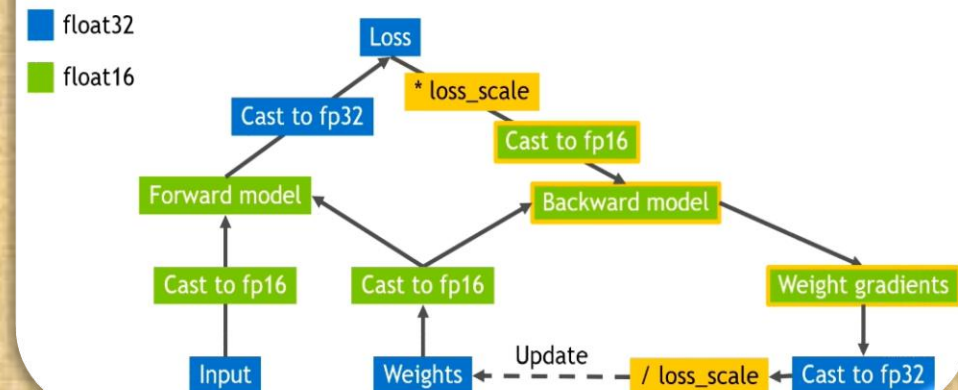 float32
float16
Loss
* loss_scale
Cast to fp32
Cast to fp16
Forward model
Backward model
Cast to fp16
Cast to fp16
Weight gradients
Input
Weights
Update
/ loss_scale
Cast to fp32